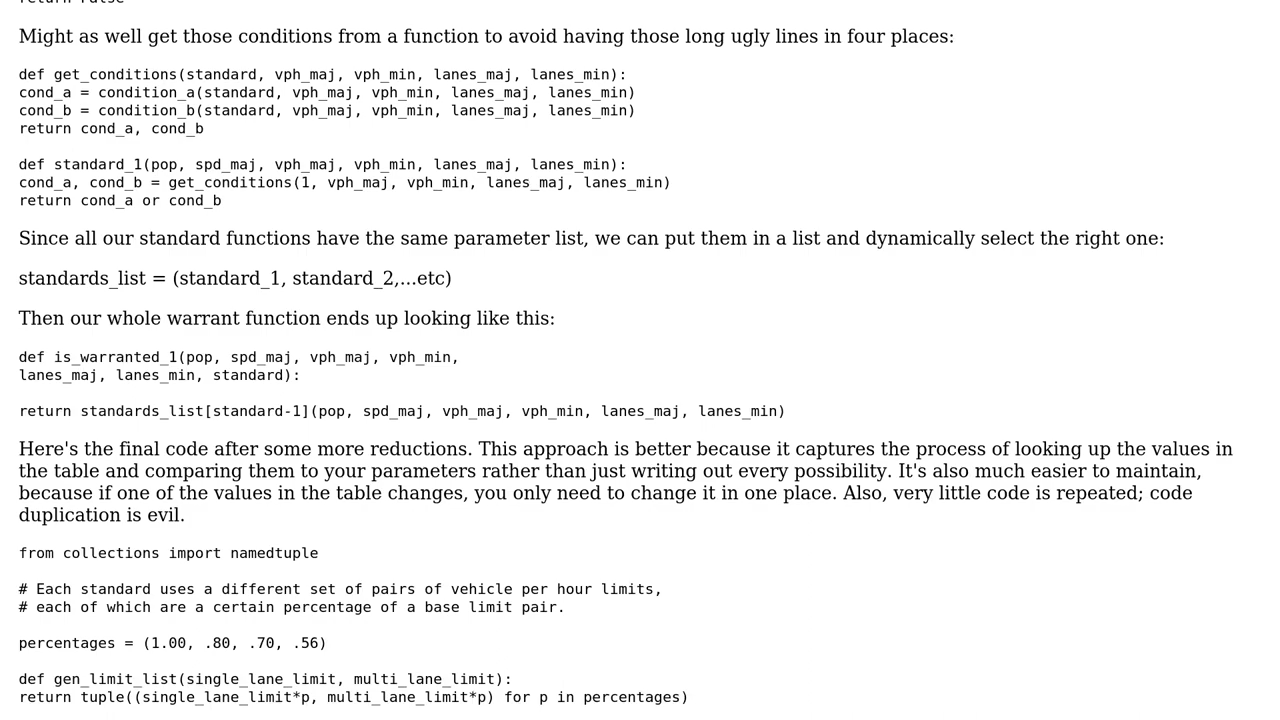 return False
Might as well get those conditions from a function to avoid having those long ugly lines in four places:
def get_conditions(standard, vph_maj, vph_min, lanes_maj, lanes_min):
cond_a = condition_a(standard, vph_maj, vph_min, lanes_maj, lanes_min)
cond_b = condition_b(standard, vph_maj, vph_min, lanes_maj, lanes_min)
return cond_a, cond_b
def standard_1(pop, spd_maj, vph_maj, vph_min, lanes_maj, lanes_min):
cond_a, cond_b = get_conditions(1, vph_maj, vph_min, lanes_maj, lanes_min)
return cond_a or cond_b
Since all our standard functions have the same parameter list, we can put them in a list and dynamically select the right one:
standards_list = (standard_1, standard_2,...etc)
Then our whole warrant function ends up looking like this:
def is_warranted_1(pop, spd_maj, vph_maj, vph_min,
lanes_maj, lanes_min, standard):
return standards_list[standard-1](pop, spd_maj, vph_maj, vph_min, lanes_maj, lanes_min)
Here's the final code after some more reductions. This approach is better because it captures the process of looking up the values in
the table and comparing them to your parameters rather than just writing out every possibility. It's also much easier to maintain,
because if one of the values in the table changes, you only need to change it in one place. Also, very little code is repeated; code
duplication is evil.
from collections import namedtuple
# Each standard uses a different set of pairs of vehicle per hour limits,
# each of which are a certain percentage of a base limit pair.
percentages = (1.00, .80, .70, .56)
def gen_limit_list(single_lane_limit, multi_lane_limit):
return tuple((single_lane_limit*p, multi_lane_limit*p) for p in percentages)